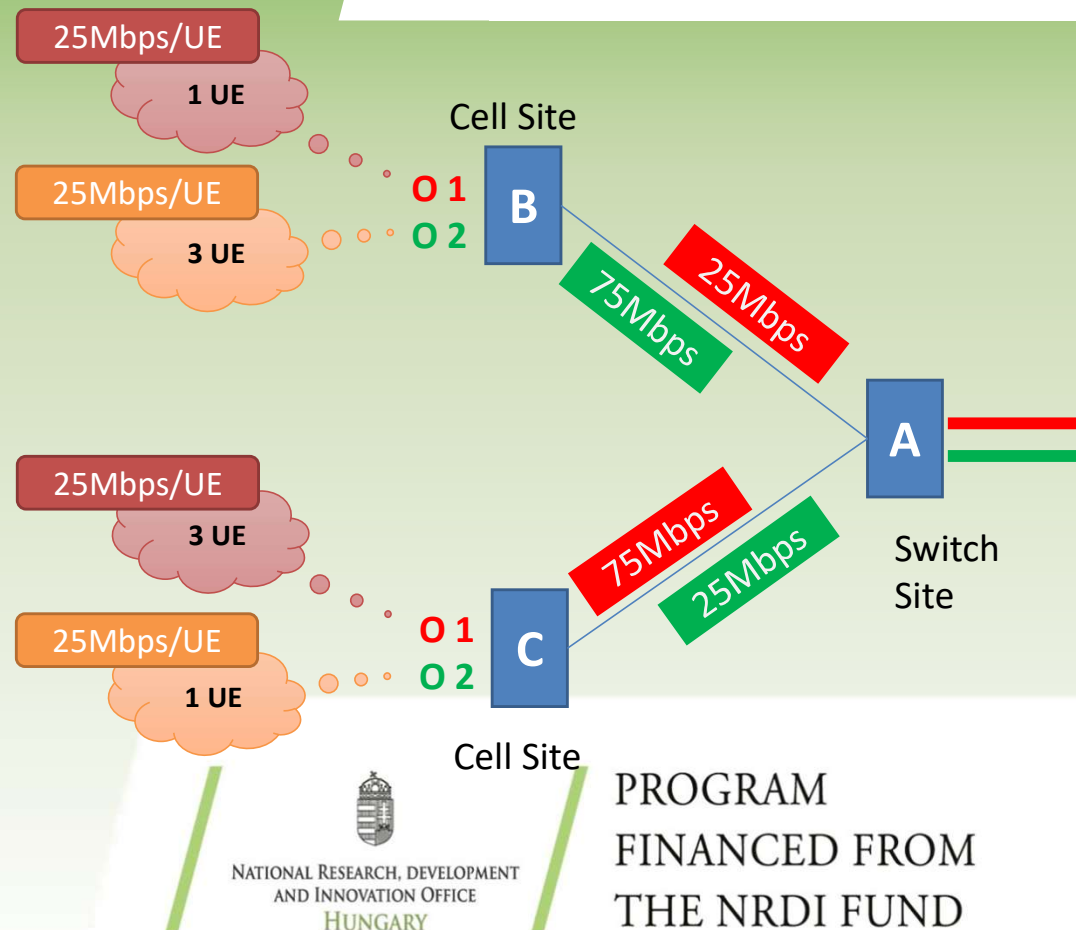 25Mbps/UE
1 UE
Cell Site
25Mbps/UE
3 UE
O 1
O 2
B
25Mbps
75Mbps
A
25Mbps/UE
3 UE
75Mbps
25Mbps
Switch
Site
25Mbps/UE
1 UE
O 1
O 2
C
Cell Site
NATIONAL RESEARCH, DEVELOPMENT
AND INNOVATION OFFICE
HUNGARY
PROGRAM
FINANCED FROM
THE NRDI FUND